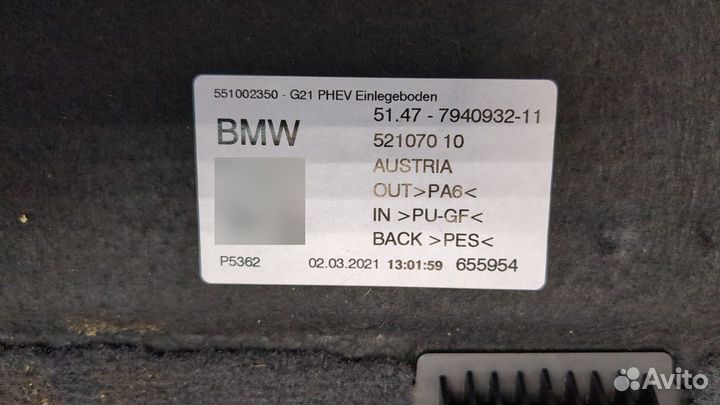 551002350 - G21 PHEV Einlegeboden
BMW
51.47 - 7940932-11
521070 10
AUSTRIA
OUT>PA6<
IN >PU-GF<
BACK >PES<
P5362
02.03.2021 13:01:59 655954
Avito